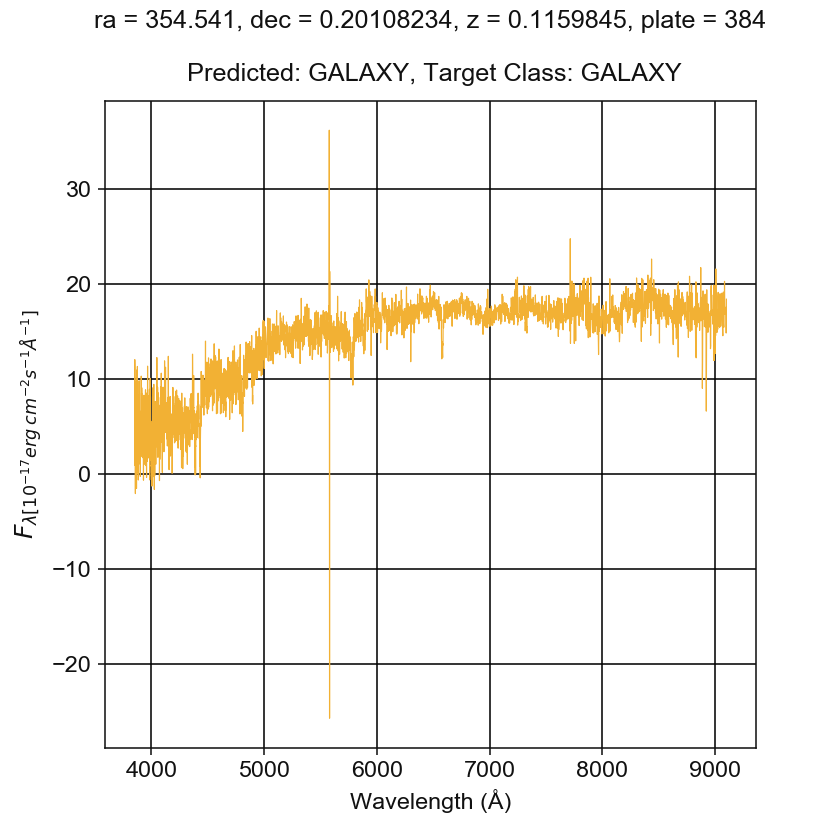 ra = 354.541, dec = 0.20108234, z = 0.1159845, plate = 384
Predicted: GALAXY, Target Class: GALAXY
30
20
10
0
−10
−20
F_{λ[10^{−17}erg cm^{−2}s^{−1}Å^{−1}]}
4000 5000 6000 7000 8000 9000
Wavelength (Å)